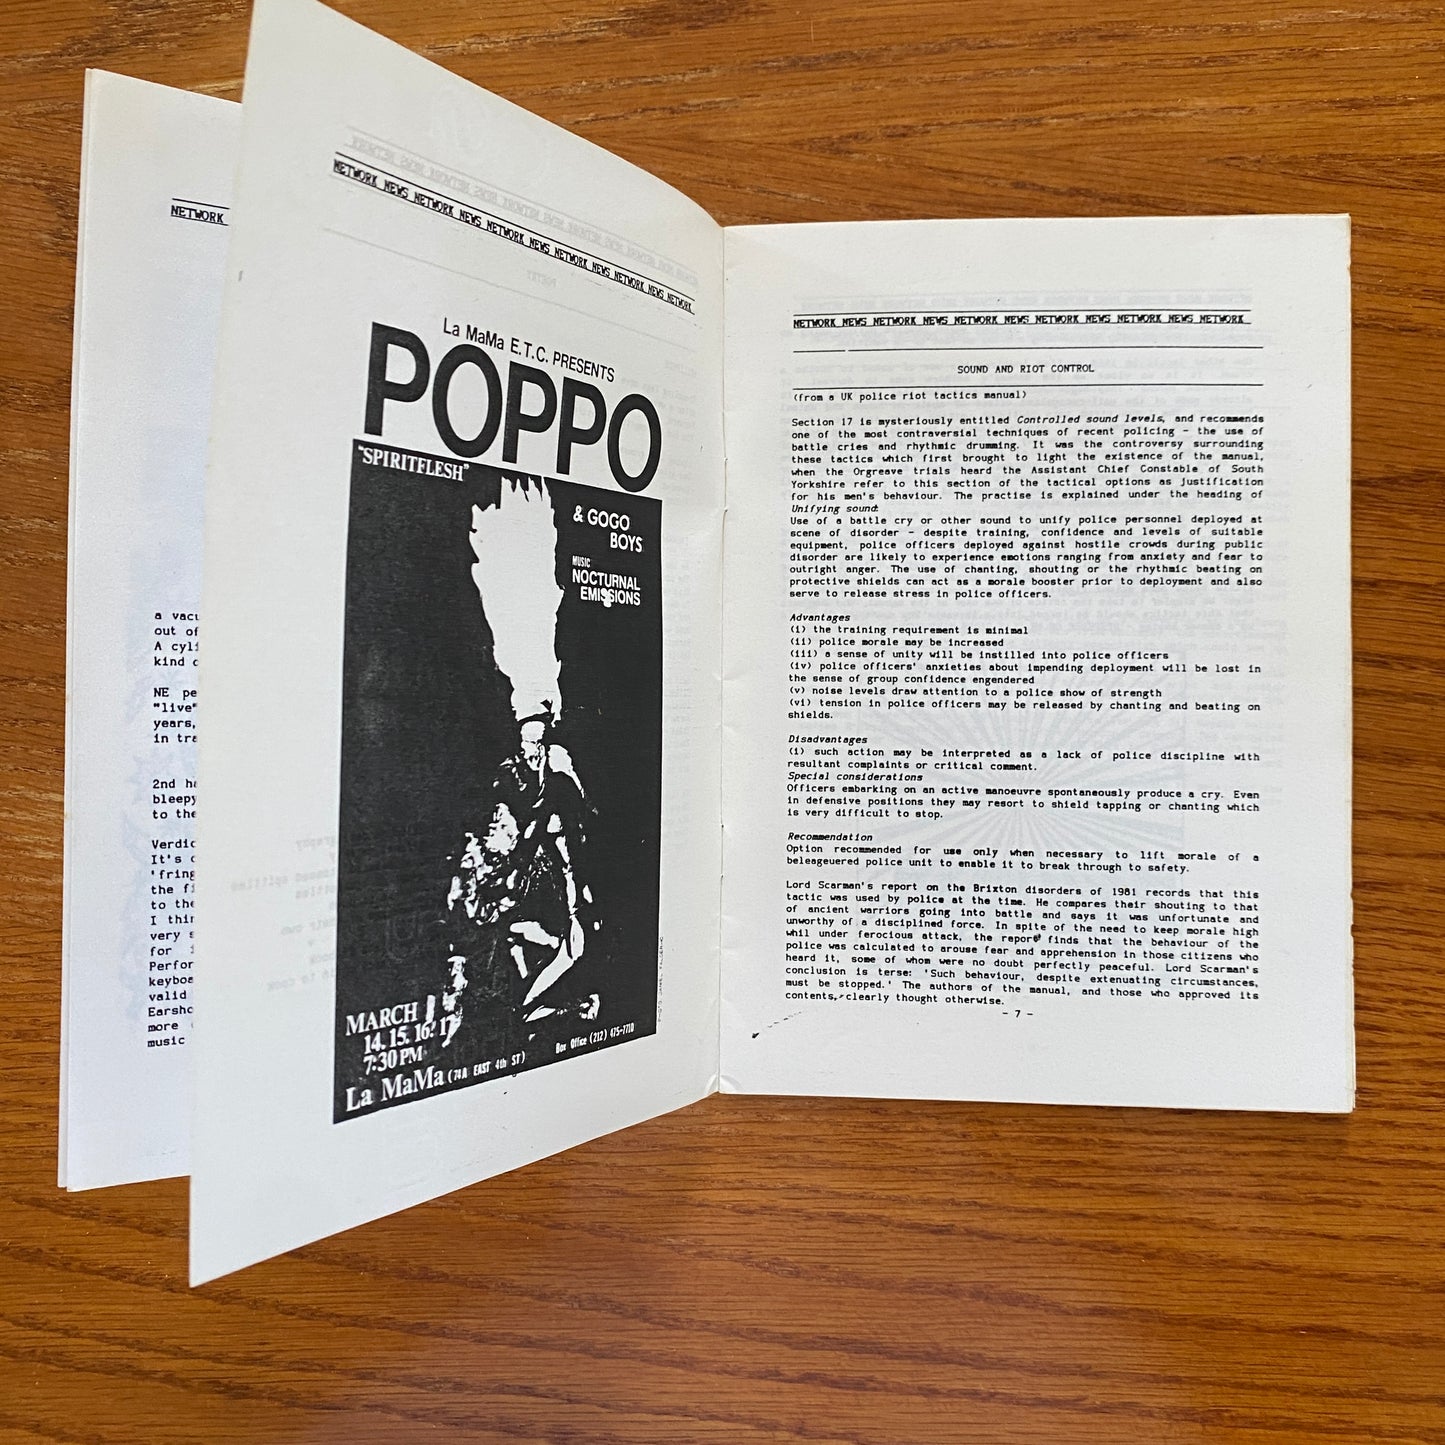 NETWORK
a vacu
out of
A cyli
kind o
NE pe
"live"
years,
in tra
2nd ha
bleepy
to the
Verdic
It's o
'fring
the fi
to the
I thin
very s
for i
Perfor
keyboa
valid
Earsho
more
music
NETWORK NEWS NETWORK NEWS NETWORK NEWS NETWORK NEWS NETWORK NEWS NETWORK
La MaMa E.T.C. PRESENTS
POPPO
"SPIRITFLESH"
& GOGO
BOYS
MUSIC
NOCTURNAL
EMISSIONS
MARCH
14. 15. 16. 17
7:30 PM
La MaMa (74A EAST 4th ST)
Box Office (212) 475-7710
NETWORK NEWS NETWORK NEWS NETWORK NEWS NETWORK NEWS NETWORK NEWS NETWORK
SOUND AND RIOT CONTROL
(from a UK police riot tactics manual)
Section 17 is mysteriously entitled Controlled sound levels, and recommends
one of the most contraversial techniques of recent policing - the use of
battle cries and rhythmic drumming. It was the controversy surrounding
these tactics which first brought to light the existence of the manual,
when the Orgreave trials heard the Assistant Chief Constable of South
Yorkshire refer to this section of the tactical options as justification
for his men's behaviour. The practise is explained under the heading of
Unifying sound:
Use of a battle cry or other sound to unify police personnel deployed at
scene of disorder - despite training, confidence and levels of suitable
equipment, police officers deployed against hostile crowds during public
disorder are likely to experience emotions ranging from anxiety and fear to
outright anger. The use of chanting, shouting or the rhythmic beating on
protective shields can act as a morale booster prior to deployment and also
serve to release stress in police officers.
Advantages
(i) the training requirement is minimal
(ii) police morale may be increased
(iii) a sense of unity will be instilled into police officers
(iv) police officers' anxieties about impending deployment will be lost in
the sense of group confidence engendered
(v) noise levels draw attention to a police show of strength
(vi) tension in police officers may be released by chanting and beating on
shields.
Disadvantages
(i) such action may be interpreted as a lack of police discipline with
resultant complaints or critical comment.
Special considerations
Officers embarking on an active manoeuvre spontaneously produce a cry. Even
in defensive positions they may resort to shield tapping or chanting which
is very difficult to stop.
Recommendation
Option recommended for use only when necessary to lift morale of a
beleageuered police unit to enable it to break through to safety.
Lord Scarman's report on the Brixton disorders of 1981 records that this
tactic was used by police at the time. He compares their shouting to that
of ancient warriors going into battle and says it was unfortunate and
unworthy of a disciplined force. In spite of the need to keep morale high
whil under ferocious attack, the report finds that the behaviour of the
police was calculated to arouse fear and apprehension in those citizens who
heard it, some of whom were no doubt perfectly peaceful. Lord Scarman's
conclusion is terse: 'Such behaviour, despite extenuating circumstances,
must be stopped.' The authors of the manual, and those who approved its
contents, clearly thought otherwise.
- 7 -